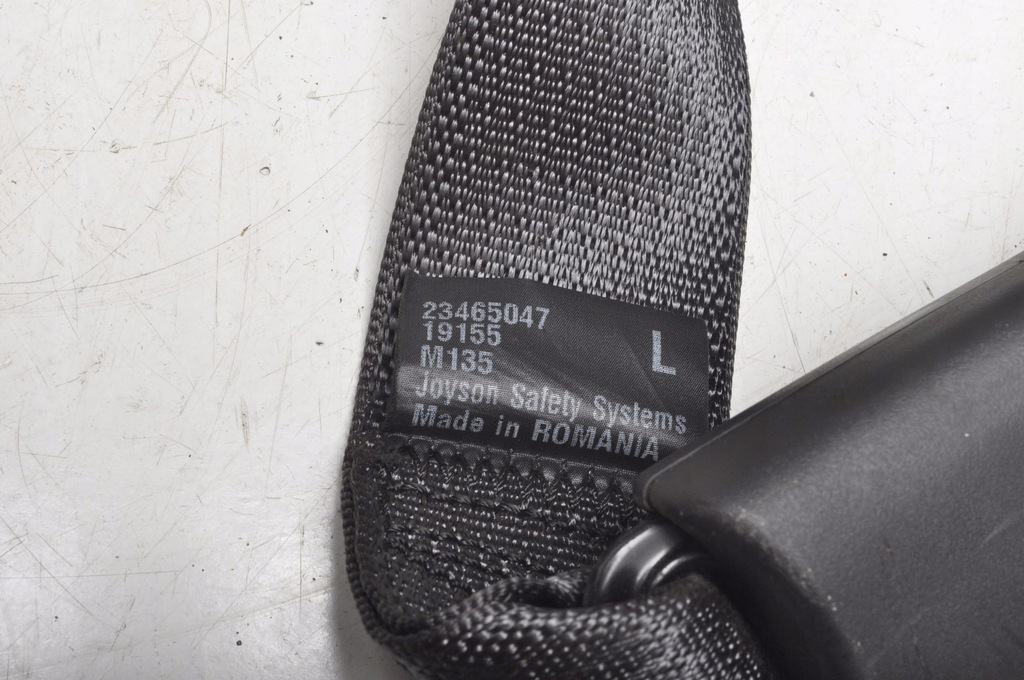 23465047
19155
M135
L
Joyson Safety Systems
Made in ROMANIA